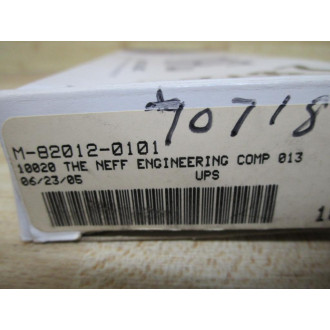 70718
M-82012-0101
10020 THE NEFF ENGINEERING COMP 013
06/23/05 UPS